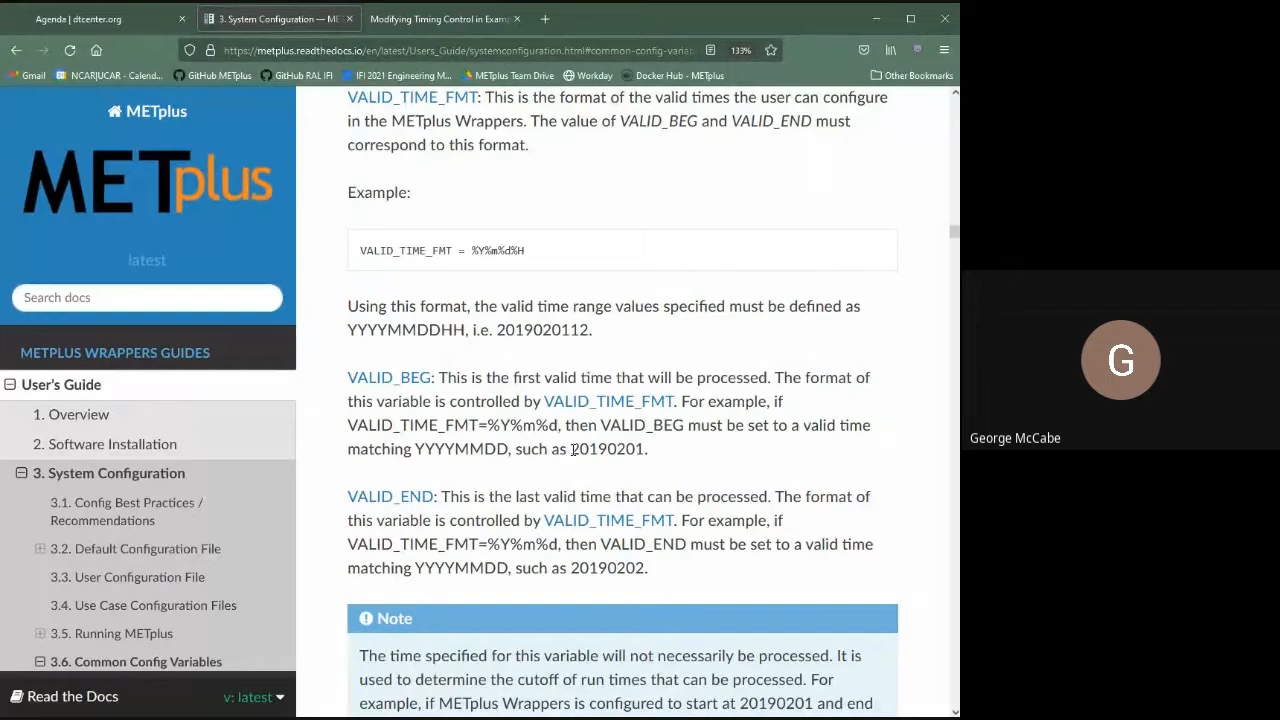 Agenda | dtcenter.org
3. System Configuration — MET
Modifying Timing Control in Exam
https://metplus.readthedocs.io/en/latest/Users_Guide/systemconfiguration.html#common-config-varia
133%
Gmail
NCAR|UCAR - Calend...
GitHub METplus
GitHub RAL IFI
IFI 2021 Engineering M...
METplus Team Drive
Workday
Docker Hub - METplus
Other Bookmarks
METplus
METplus
latest
Search docs
METPLUS WRAPPERS GUIDES
User's Guide
1. Overview
2. Software Installation
3. System Configuration
3.1. Config Best Practices /
Recommendations
3.2. Default Configuration File
3.3. User Configuration File
3.4. Use Case Configuration Files
3.5. Running METplus
3.6. Common Config Variables
Read the Docs
v: latest
VALID_TIME_FMT: This is the format of the valid times the user can configure
in the METplus Wrappers. The value of VALID_BEG and VALID_END must
correspond to this format.
Example:
VALID_TIME_FMT = %Y%m%d%H
Using this format, the valid time range values specified must be defined as
YYYYMMDDHH, i.e. 2019020112.
VALID_BEG: This is the first valid time that will be processed. The format of
this variable is controlled by VALID_TIME_FMT. For example, if
VALID_TIME_FMT=%Y%m%d, then VALID_BEG must be set to a valid time
matching YYYYMMDD, such as 20190201.
VALID_END: This is the last valid time that can be processed. The format of
this variable is controlled by VALID_TIME_FMT. For example, if
VALID_TIME_FMT=%Y%m%d, then VALID_END must be set to a valid time
matching YYYYMMDD, such as 20190202.
Note
The time specified for this variable will not necessarily be processed. It is
used to determine the cutoff of run times that can be processed. For
example, if METplus Wrappers is configured to start at 20190201 and end
G
George McCabe